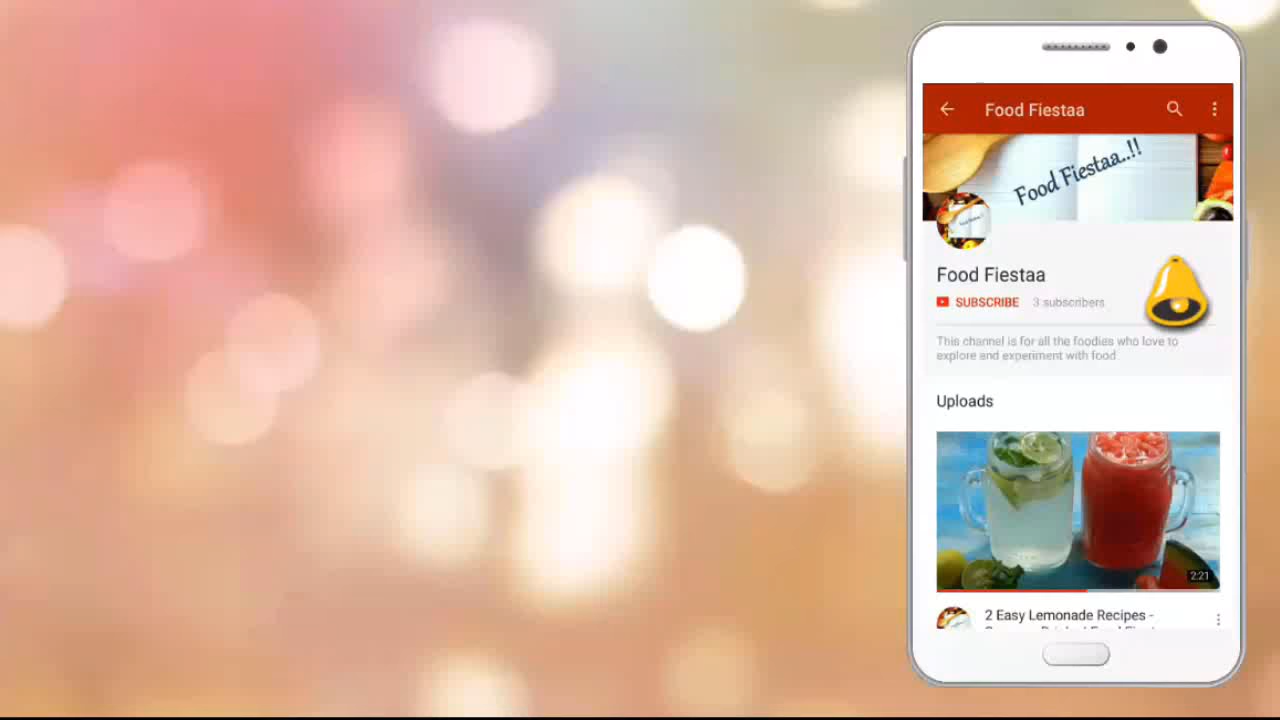 Food Fiestaa
Food Fiestaa..!!
Food Fiestaa
SUBSCRIBE 3 subscribers
This channel is for all the foodies who love to
explore and experiment with food
Uploads
2:21
2 Easy Lemonade Recipes -